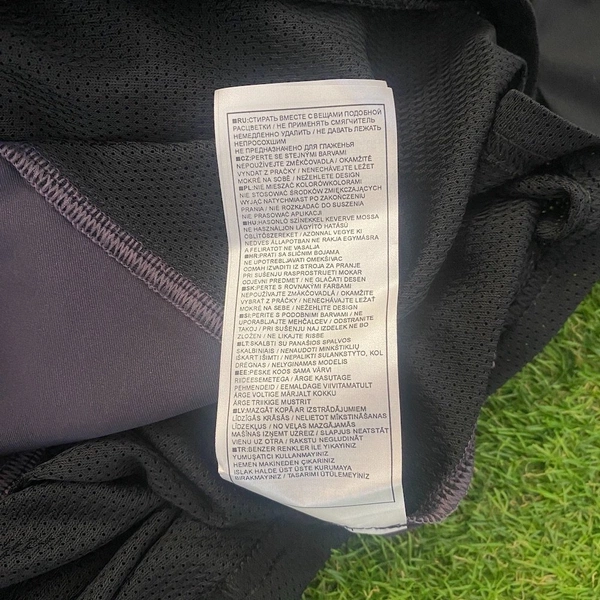 ■RU:СТИРАТЬ ВМЕСТЕ С ВЕЩАМИ ПОДОБНОЙ
РАСЦВЕТКИ / НЕ ПРИМЕНЯТЬ СМЯГЧИТЕЛЬ
НЕМЕДЛЕННО УДАЛИТЬ / НЕ ДАВАТЬ ЛЕЖАТЬ
НЕПРОСОХШИМ
НЕ ПРЕДНАЗНАЧЕНО ДЛЯ ГЛАЖЕНЬЯ
■CZ:PERTE SE STEJNÝMI BARVAMI
NEPOUŽÍVEJTE ZMĚKČOVADLA / OKAMŽITĚ
VYNDAT Z PRAČKY / NENECHÁVEJTE LEŽET
MOKRÉ NA SOBĚ / NEŽEHLETE DESIGN
■PL:NIE MIESZAĆ KOLORÓWKOLORAMI
NIE STOSOWAĆ ŚRODKÓW ZMIĘKCZAJĄCYCH
WYJĄĆ NATYCHMIAST PO ZAKOŃCZENIU
PRANIA / NIE ROZKŁADAĆ DO SUSZENIA
NIE PRASOWAĆ APLIKACJI
■HU:HASONLÓ SZÍNEKKEL KEVERVE MOSSA
NE HASZNÁLJON LÁGYÍTÓ HATÁSÚ
ÖBLÍTŐSZEREKET / AZONNAL VEGYE KI
NEDVES ÁLLAPOTBAN NE RAKJA EGYMÁSRA
A FELIRATOT NE VASALJA
■HR:PRATI SA SLIČNIM BOJAMA
NE UPOTREBLJAVATI OMEKŠIVAC
ODMAH IZVADITI IZ STROJA ZA PRANJE
PRI SUŠENJU RASPROSTRIJETI MOKAR
ODJEVNI PREDMET / NE GLAČATI DESEN
■SK:PERTE S ROVNAKÝMI FARBAMI
NEPOUŽÍVAJTE ZMÄKČOVADLÁ / OKAMŽITE
VYBRAŤ Z PRÁČKY / NENECHÁVAJTE LEŽAŤ
MOKRÉ NA SEBE / NEŽEHLITE DESIGN
■SI:PERITE S PODOBNIMI BARVAMI / NE
UPORABLJAJTE MEHČALCEV / ODSTRANITE
TAKOJ / PRI SUŠENJU NAJ IZDELEK NE BO
ZLOŽEN / NE LIKAJTE RISBE
■LT:SKALBTI SU PANAŠIOS SPALVOS
SKALBINIAIS / NENAUDOTI MINKŠTIKLIŲ
IŠKART IŠIMTI / NEPALIKTI SULANKSTYTO, KOL
DRĖGNAS / NELYGINAMAS MODELIS
■EE:PESKE KOOS SAMA VÄRVI
RIIDEESEMETEGA / ÄRGE KASUTAGE
PEHMENDEID / EEMALDAGE VIIVITAMATULT
ÄRGE VOLTIGE MÄRJALT KOKKU
ÄRGE TRIIKIGE MUSTRIT
■LV:MAZGĀT KOPĀ AR IZSTRĀDĀJUMIEM
LĪDZĪGĀS KRĀSĀS / NELIETOT MĪKSTINĀŠANAS
LĪDZEKĻUS / NO VEĻAS MAZGĀJAMĀS
MAŠĪNAS IZŅEMT UZREIZ / SLAPJUS NEATSTĀT
VIENU UZ OTRA / RAKSTU NEGLUDINĀT
■TR:BENZER RENKLER İLE YIKAYINIZ
YUMUŞATICI KULLANMAYINIZ
HEMEN MAKİNEDEN ÇIKARINIZ
ISLAK HALDE ÜST ÜSTE KURUMAYA
BIRAKMAYINIZ / TASARIMI ÜTÜLEMEYİNİZ